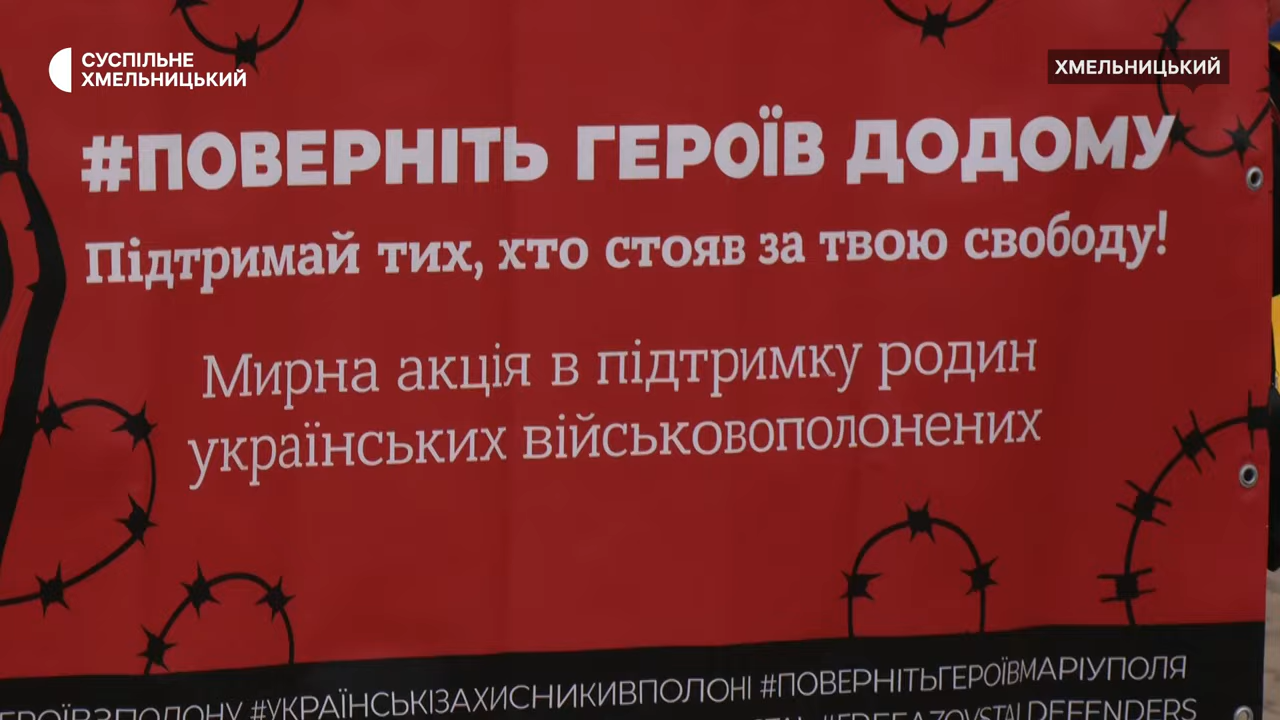 СУСПІЛЬНЕ
ХМЕЛЬНИЦЬКИЙ
ХМЕЛЬНИЦЬКИЙ
#ПОВЕРНІТЬ ГЕРОЇВ ДОДОМУ
Підтримай тих, хто стояв за твою свободу!
Мирна акція в підтримку родин
українських військовополонених
#УКРАЇНСЬКІЗАХИСНИКИВПОЛОНІ #ПОВЕРНІТЬГЕРОЇВМАРІУПОЛЯ
#FREEAZOVSTALDEFENDERS